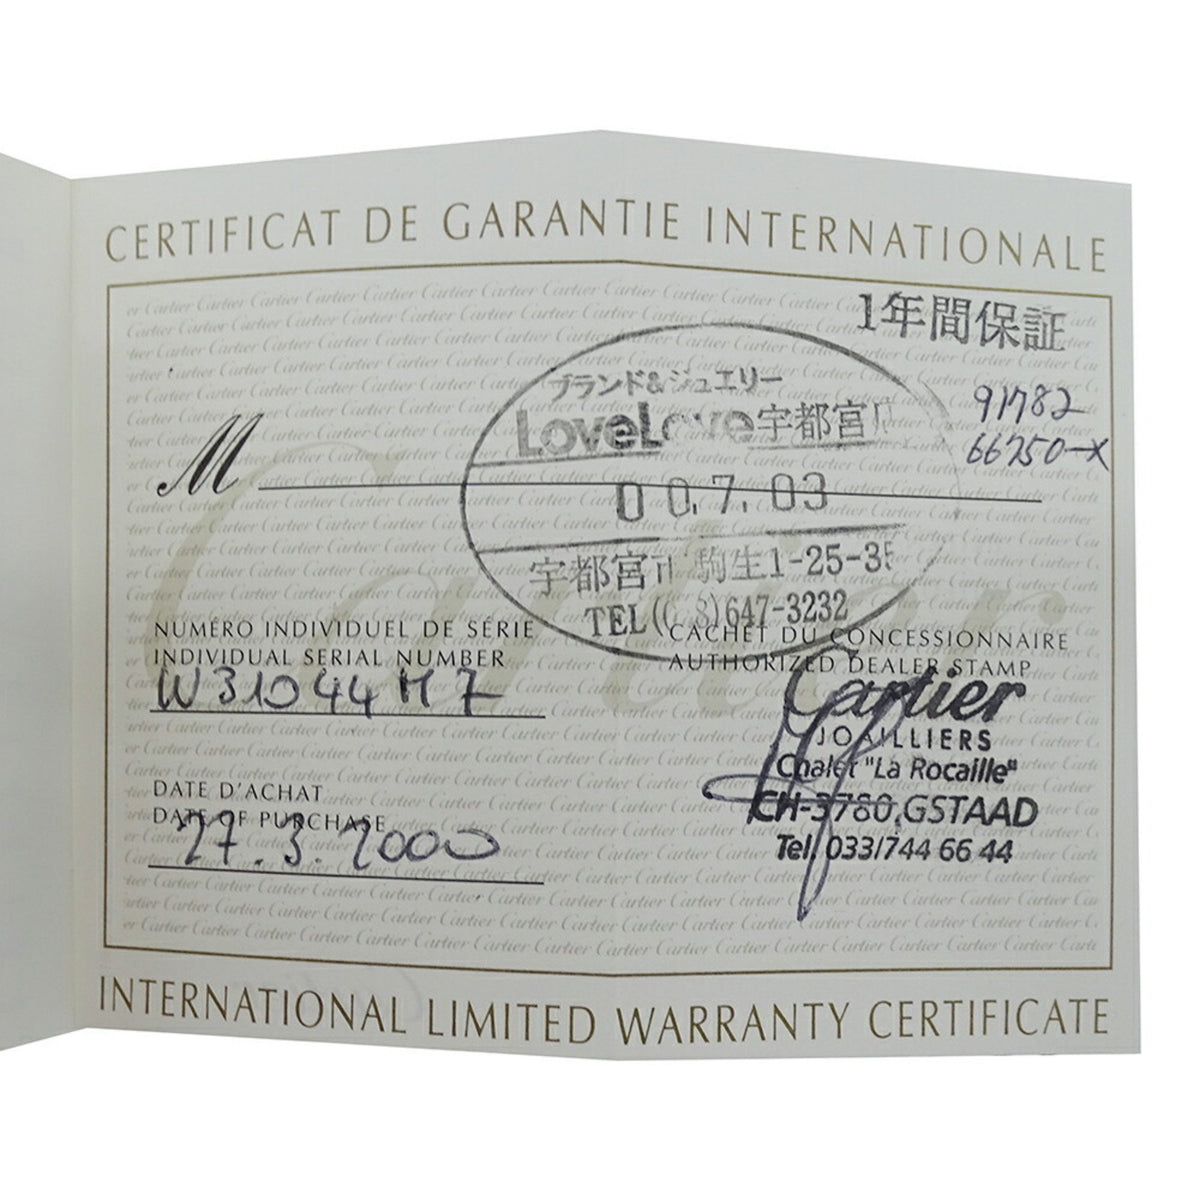 CERTIFICAT DE GARANTIE INTERNATIONALE
1年間保証
ブランド&ジュエリー
LoveLove宇都宮
91782
66750-X
M
00.7.03
宇都宮市駒生1-25-35
TEL( 8)647-3232
NUMÉRO INDIVIDUEL DE SÉRIE
INDIVIDUAL SERIAL NUMBER
W31044M7
CACHET DU CONCESSIONNAIRE
AUTHORIZED DEALER STAMP
Cartier
JOAILLIERS
Chalet "La Rocaille"
CH-3780,GSTAAD
Tel 033/744 66 44
DATE D'ACHAT
DATE OF PURCHASE
27.3.2000
INTERNATIONAL LIMITED WARRANTY CERTIFICATE